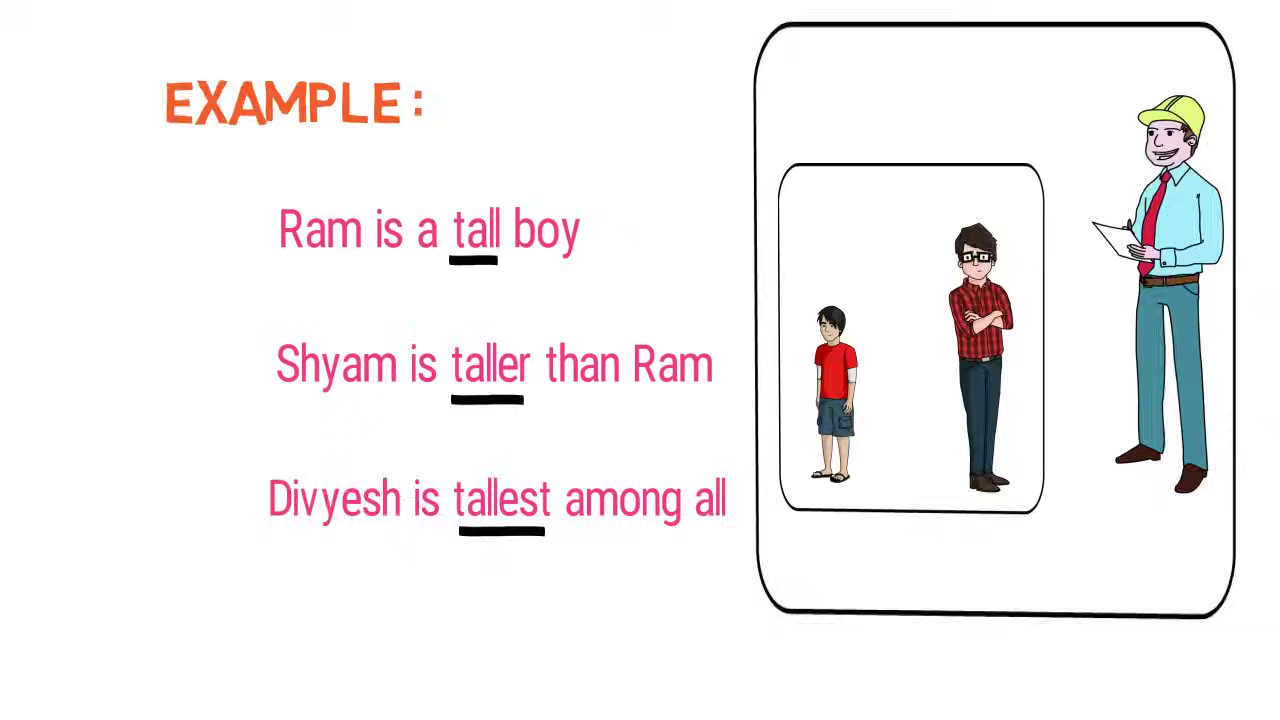 EXAMPLE:
Ram is a tall boy
Shyam is taller than Ram
Divyesh is tallest among all